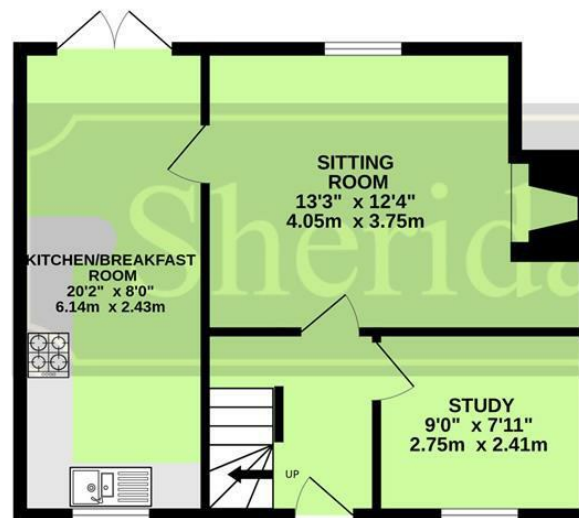 SITTING
ROOM
13'3" x 12'4"
4.05m x 3.75m
KITCHEN/BREAKFAST
ROOM
20'2" x 8'0"
6.14m x 2.43m
STUDY
9'0" x 7'11"
2.75m x 2.41m
UP
Sherida